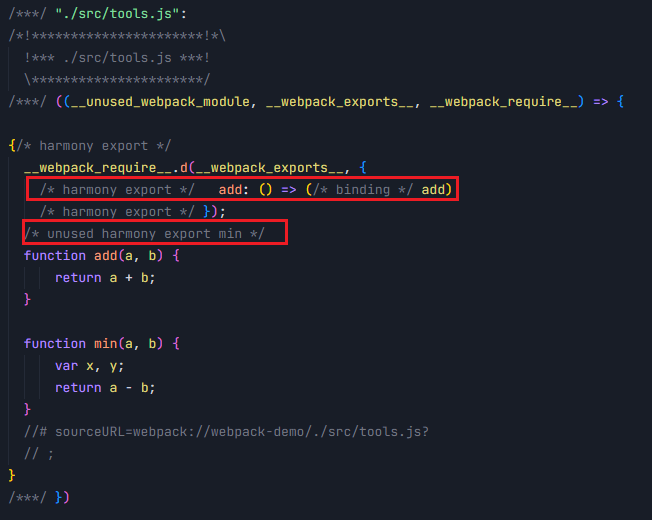 /***/ "./src/tools.js":
/*!**********************!*\
  !*** ./src/tools.js ***!
  \**********************/
/***/ ((__unused_webpack_module, __webpack_exports__, __webpack_require__) => {
{/* harmony export */
  __webpack_require__.d(__webpack_exports__, {
    /* harmony export */   add: () => (/* binding */ add)
    /* harmony export */ });
  /* unused harmony export min */
  function add(a, b) {
      return a + b;
  }
  function min(a, b) {
      var x, y;
      return a - b;
  }
  //# sourceURL=webpack://webpack-demo/./src/tools.js?
  // ;
}
/***/ })